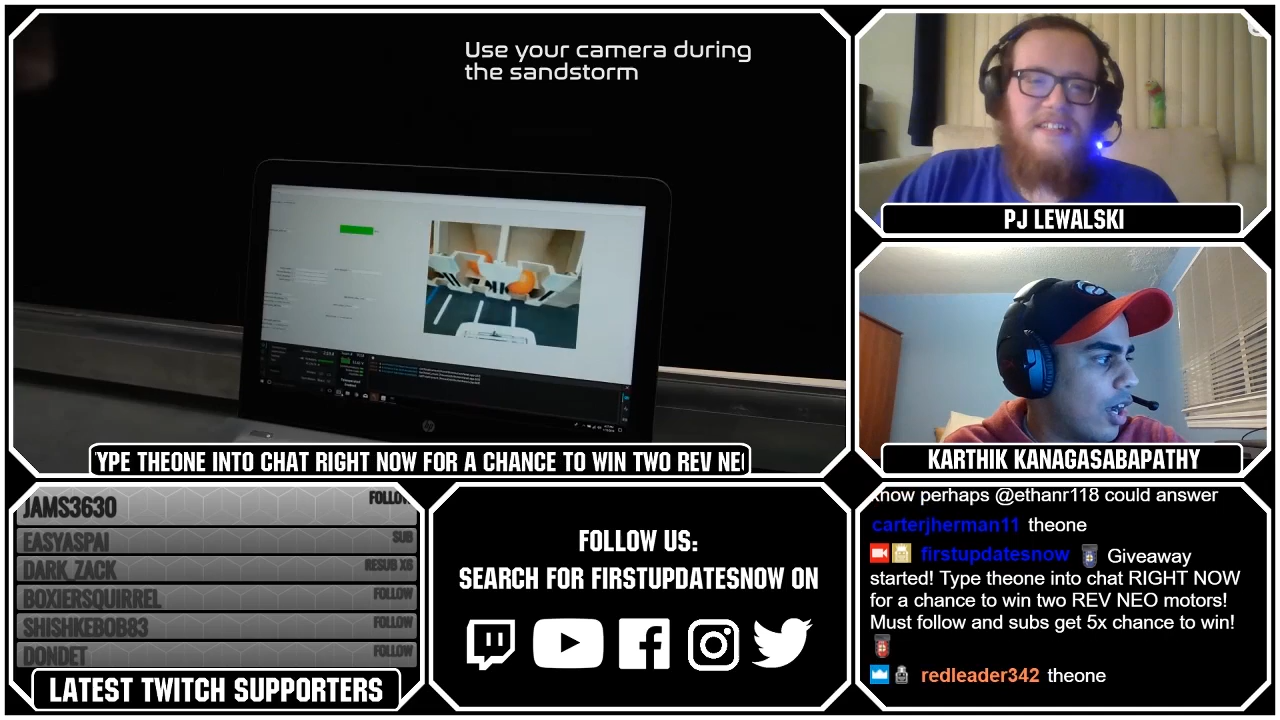 Use your camera during
the sandstorm
YPE THEONE INTO CHAT RIGHT NOW FOR A CHANCE TO WIN TWO REV NE
PJ LEWALSKI
KARTHIK KANAGASABAPATHY
JAMS3630 FOLLOW
EASYASPAI SUB
DARK_ZACK RESUB X6
BOXIERSQUIRREL FOLLOW
SHISHKEBOB83 FOLLOW
DONDET FOLLOW
LATEST TWITCH SUPPORTERS
FOLLOW US:
SEARCH FOR FIRSTUPDATESNOW ON
know perhaps @ethanr118 could answer
carterjherman11 theone
firstupdatesnow Giveaway
started! Type theone into chat RIGHT NOW
for a chance to win two REV NEO motors!
Must follow and subs get 5x chance to win!
redleader342 theone